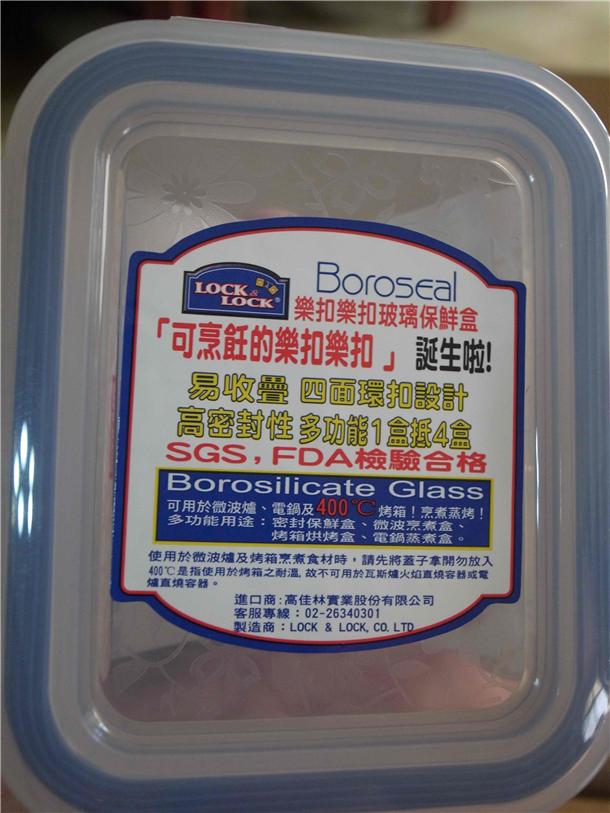 LOCK & LOCK®
Boroseal
樂扣樂扣玻璃保鮮盒
「可烹飪的樂扣樂扣」誕生啦!
易收疊 四面環扣設計
高密封性 多功能1盒抵4盒
SGS, FDA檢驗合格
Borosilicate Glass
可用於微波爐、電鍋及400℃烤箱!烹煮蒸烤!
多功能用途:密封保鮮盒、微波烹煮盒、
烤箱烘烤盒、電鍋蒸煮盒。
使用於微波爐及烤箱烹煮食材時,請先將蓋子拿開勿放入
400℃是指使用於烤箱之耐溫,故不可用於瓦斯爐火焰直燒容器或電
爐直燒容器。
進口商:高佳林實業股份有限公司
客服專線:02-26340301
製造商:LOCK & LOCK, CO. LTD